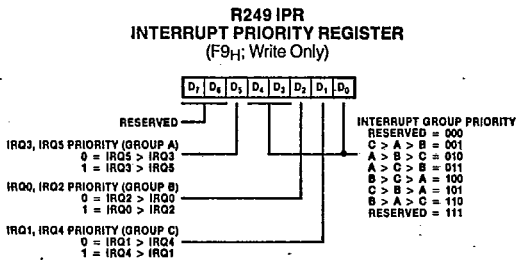 R249 IPR
INTERRUPT PRIORITY REGISTER
(F9H; Write Only)
D7 D6 D5 D4 D3 D2 D1 D0
RESERVED
IRQ3, IRQ5 PRIORITY (GROUP A)
0 = IRQ5 > IRQ3
1 = IRQ3 > IRQ5
IRQ0, IRQ2 PRIORITY (GROUP B)
0 = IRQ2 > IRQ0
1 = IRQ0 > IRQ2
IRQ1, IRQ4 PRIORITY (GROUP C)
0 = IRQ1 > IRQ4
1 = IRQ4 > IRQ1
INTERRUPT GROUP PRIORITY
RESERVED = 000
C > A > B = 001
A > B > C = 010
A > C > B = 011
B > C > A = 100
C > B > A = 101
B > A > C = 110
RESERVED = 111